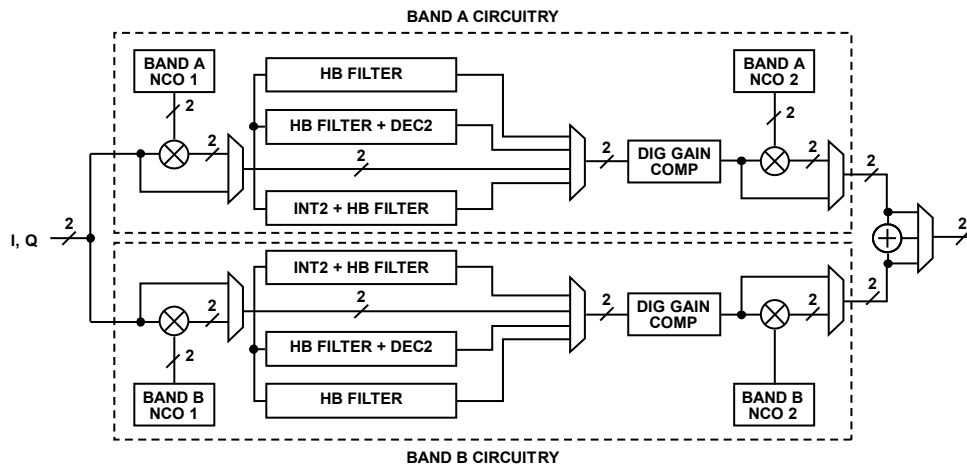 BAND A CIRCUITRY
BAND A
NCO 1
2
2
HB FILTER
HB FILTER + DEC2
2
INT2 + HB FILTER
2
DIG GAIN
COMP
BAND A
NCO 2
2
2
2
I, Q
2
2
INT2 + HB FILTER
2
HB FILTER + DEC2
HB FILTER
2
2
BAND B
NCO 1
2
DIG GAIN
COMP
2
BAND B
NCO 2
2
BAND B CIRCUITRY